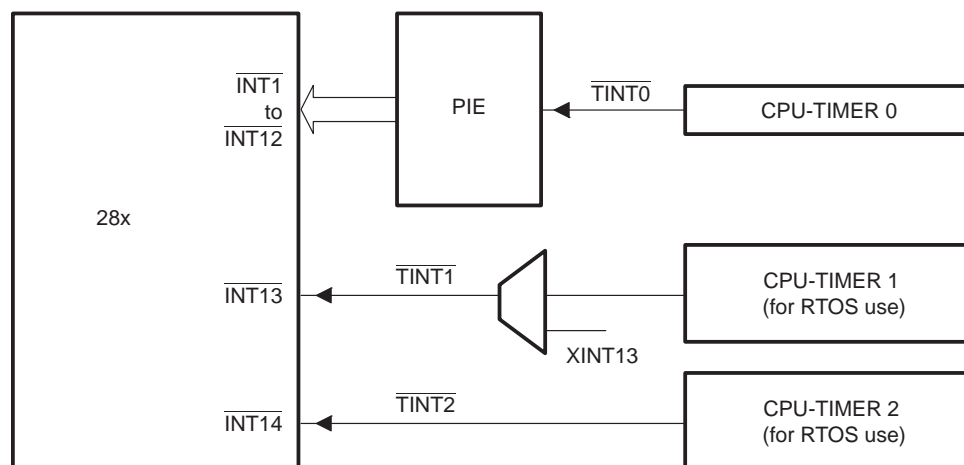 INT1
to
INT12
PIE
TINT0
CPU-TIMER 0
28x
INT13
TINT1
XINT13
CPU-TIMER 1
(for RTOS use)
INT14
TINT2
CPU-TIMER 2
(for RTOS use)